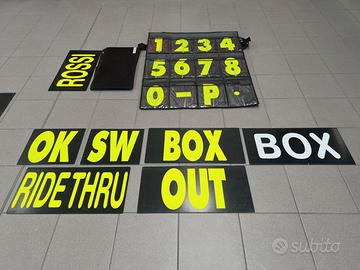 ROSSI
1 2 3 4
5 6 7 8
0 - P .
OK SW BOX BOX
RIDE THRU OUT
subito